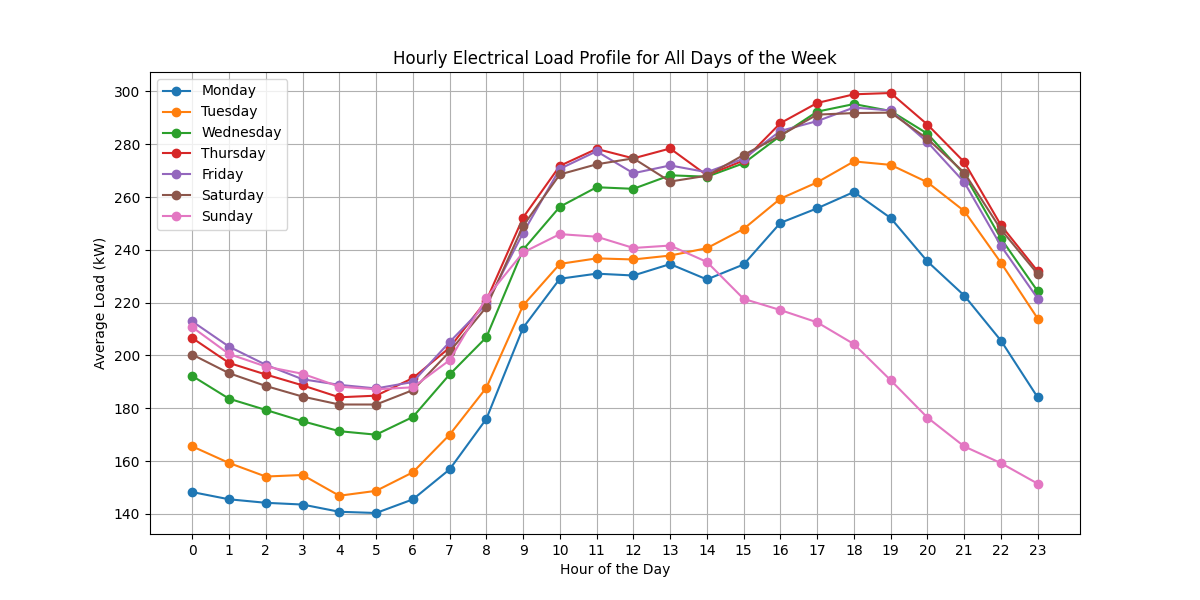 Hourly Electrical Load Profile for All Days of the Week
Monday
Tuesday
Wednesday
Thursday
Friday
Saturday
Sunday
300
280
260
240
220
200
180
160
140
Average Load (kW)
0 1 2 3 4 5 6 7 8 9 10 11 12 13 14 15 16 17 18 19 20 21 22 23
Hour of the Day